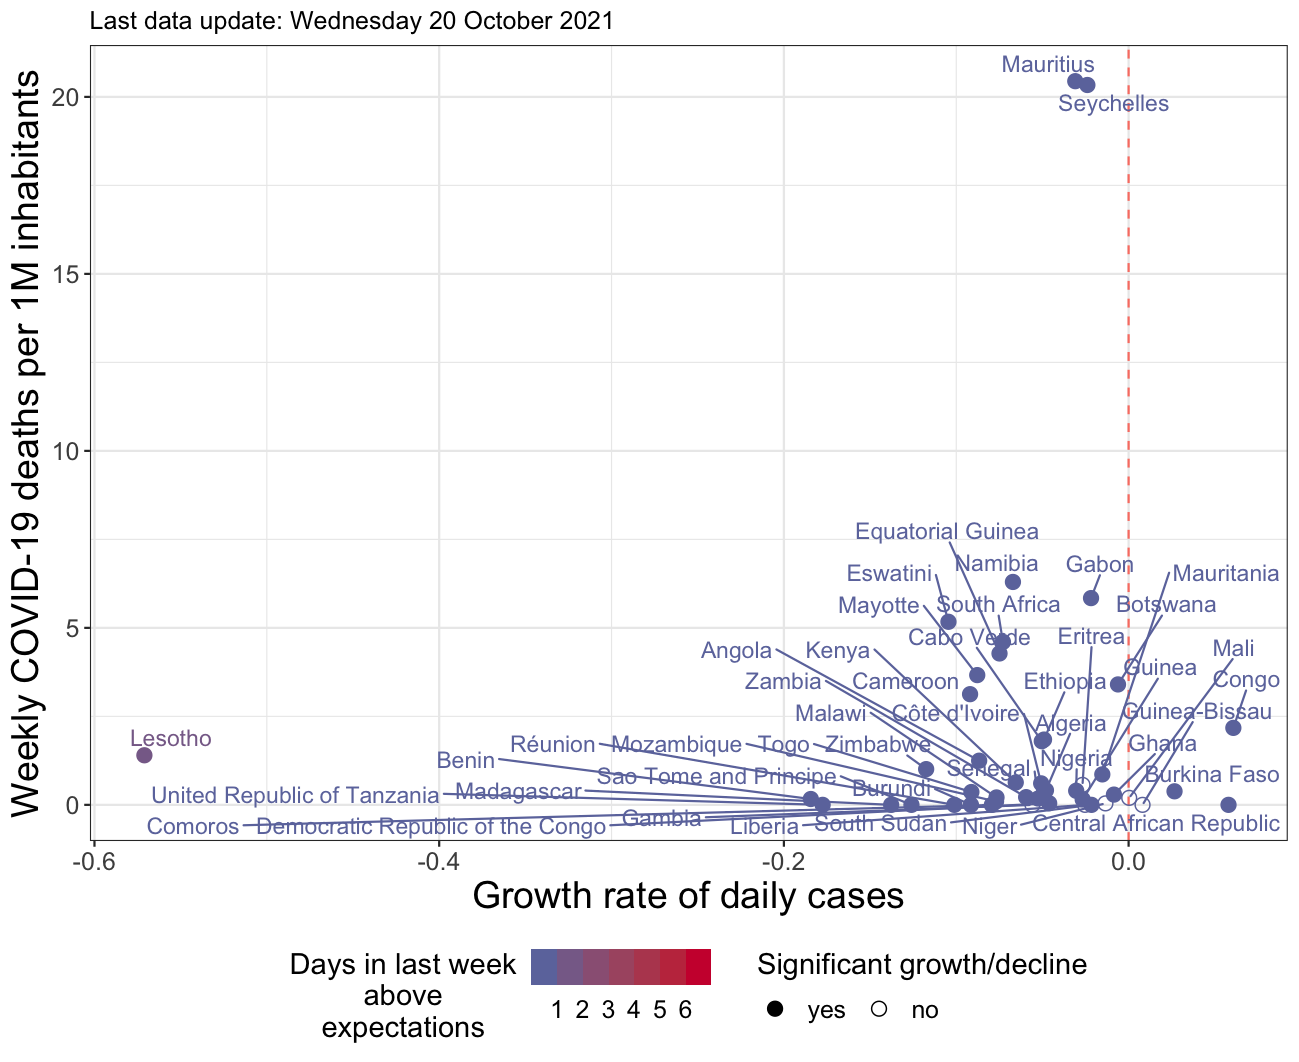 Last data update: Wednesday 20 October 2021
Weekly COVID-19 deaths per 1M inhabitants
20
15
10
5
0
Mauritius
Seychelles
Equatorial Guinea
Namibia
Gabon
Eswatini
Mauritania
Mayotte
South Africa
Botswana
Cabo Verde
Eritrea
Angola
Kenya
Mali
Guinea
Zambia
Cameroon
Ethiopia
Congo
Malawi
Côte d'Ivoire
Guinea-Bissau
Algeria
Lesotho
Réunion
Mozambique
Togo
Zimbabwe
Ghana
Benin
Nigeria
Senegal
Sao Tome and Principe
Burkina Faso
United Republic of Tanzania
Madagascar
Burundi
Comoros
Democratic Republic of the Congo
Gambia
Liberia
South Sudan
Niger
Central African Republic
-0.6
-0.4
-0.2
0.0
Growth rate of daily cases
Days in last week
above
expectations
1 2 3 4 5 6
Significant growth/decline
yes
no